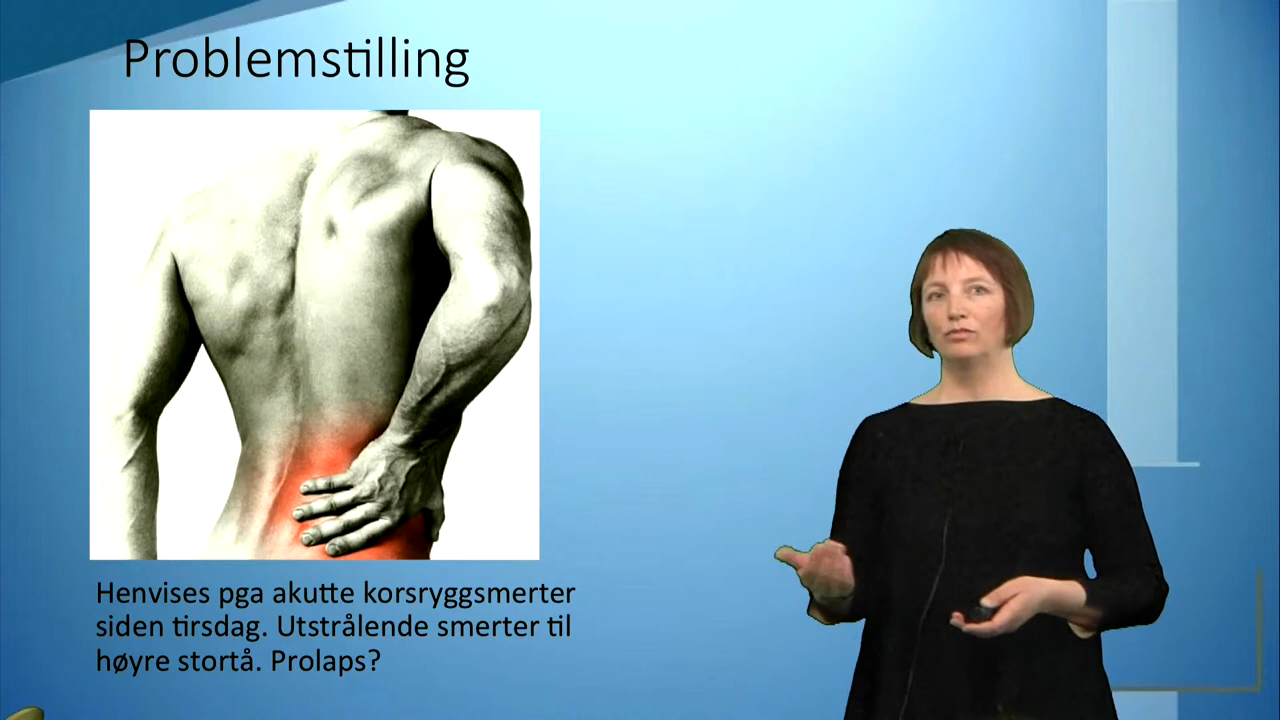 Problemstilling
Henvises pga akutte korsryggsmerter
siden tirsdag. Utstrålende smerter til
høyre stortå. Prolaps?